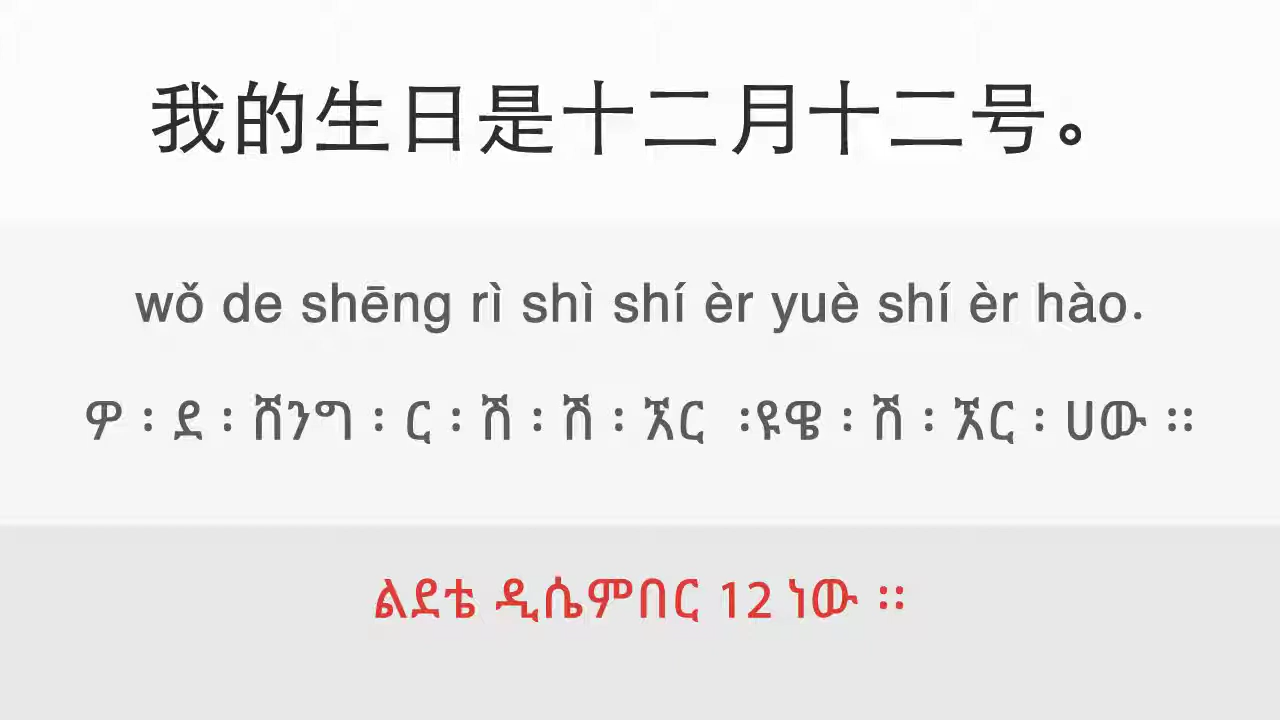 我的生日是十二月十二号。
wǒ de shēng rì shì shí èr yuè shí èr hào.
ዎ ፡ ደ ፡ ሸንግ ፡ ር ፡ ሽ ፡ ሽ ፡ ኧር ፡ዩዌ ፡ ሽ ፡ ኧር ፡ ሀው ፡፡
ልደቴ ዲሴምበር 12 ነው ፡፡